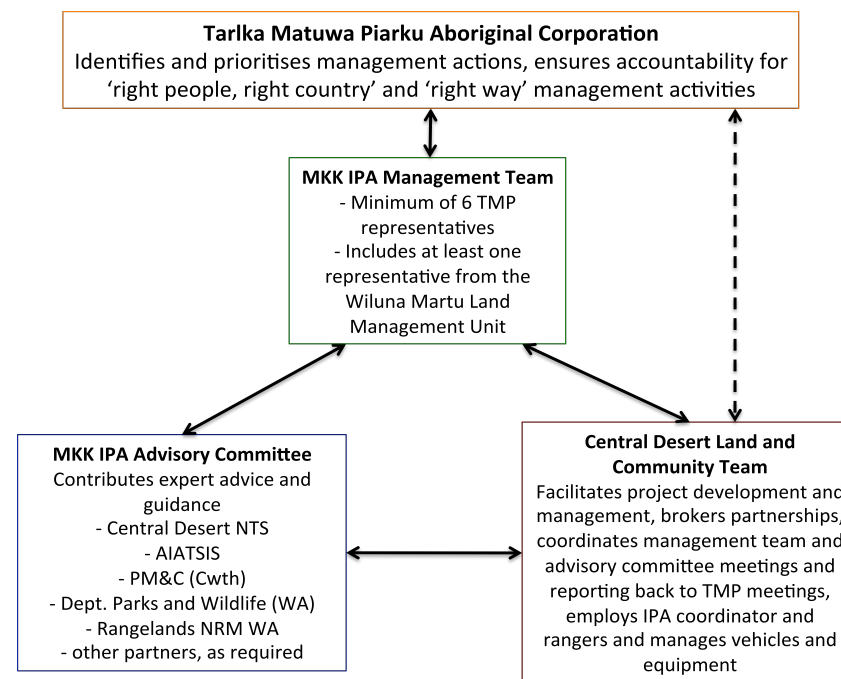 Tarlka Matuwa Piarku Aboriginal Corporation
Identifies and prioritises management actions, ensures accountability for
‘right people, right country’ and ‘right way’ management activities
MKK IPA Management Team
- Minimum of 6 TMP
representatives
- Includes at least one
representative from the
Wiluna Martu Land
Management Unit
MKK IPA Advisory Committee
Contributes expert advice and
guidance
- Central Desert NTS
- AIATSIS
- PM&C (Cwth)
- Dept. Parks and Wildlife (WA)
- Rangelands NRM WA
- other partners, as required
Central Desert Land and
Community Team
Facilitates project development and
management, brokers partnerships,
coordinates management team and
advisory committee meetings and
reporting back to TMP meetings,
employs IPA coordinator and
rangers and manages vehicles and
equipment